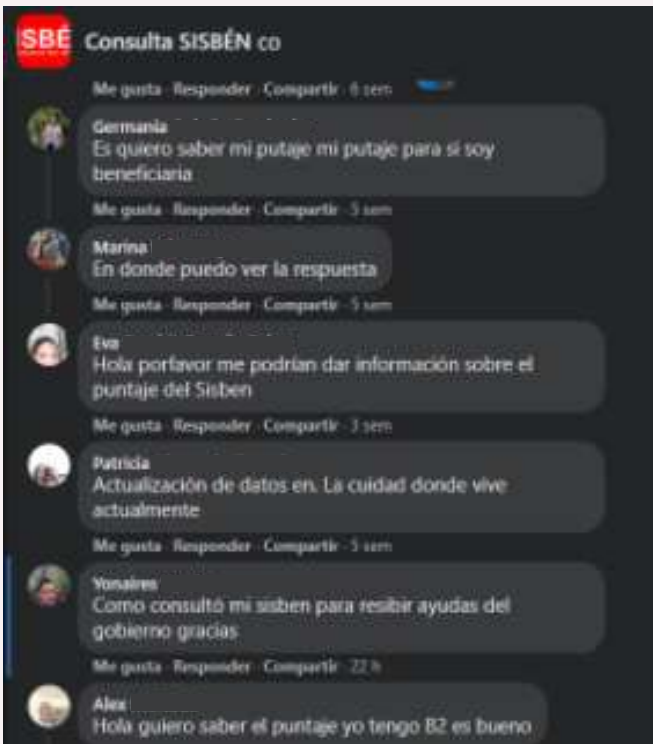 SBÉ
Consulta SISBÉN co
Me gusta · Responder · Compartir · 6 sem
Germania
Es quiero saber mi putaje mi putaje para si soy
beneficiaria
Me gusta · Responder · Compartir · 5 sem
Marina
En donde puedo ver la respuesta
Me gusta · Responder · Compartir · 5 sem
Eva
Hola porfavor me podrían dar información sobre el
puntaje del Sisben
Me gusta · Responder · Compartir · 3 sem
Patricia
Actualización de datos en. La cuidad donde vive
actualmente
Me gusta · Responder · Compartir · 5 sem
Yonaires
Como consultó mi sisben para resibir ayudas del
gobierno gracias
Me gusta · Responder · Compartir · 22 h
Alex
Hola guiero saber el puntaje yo tengo B2 es bueno